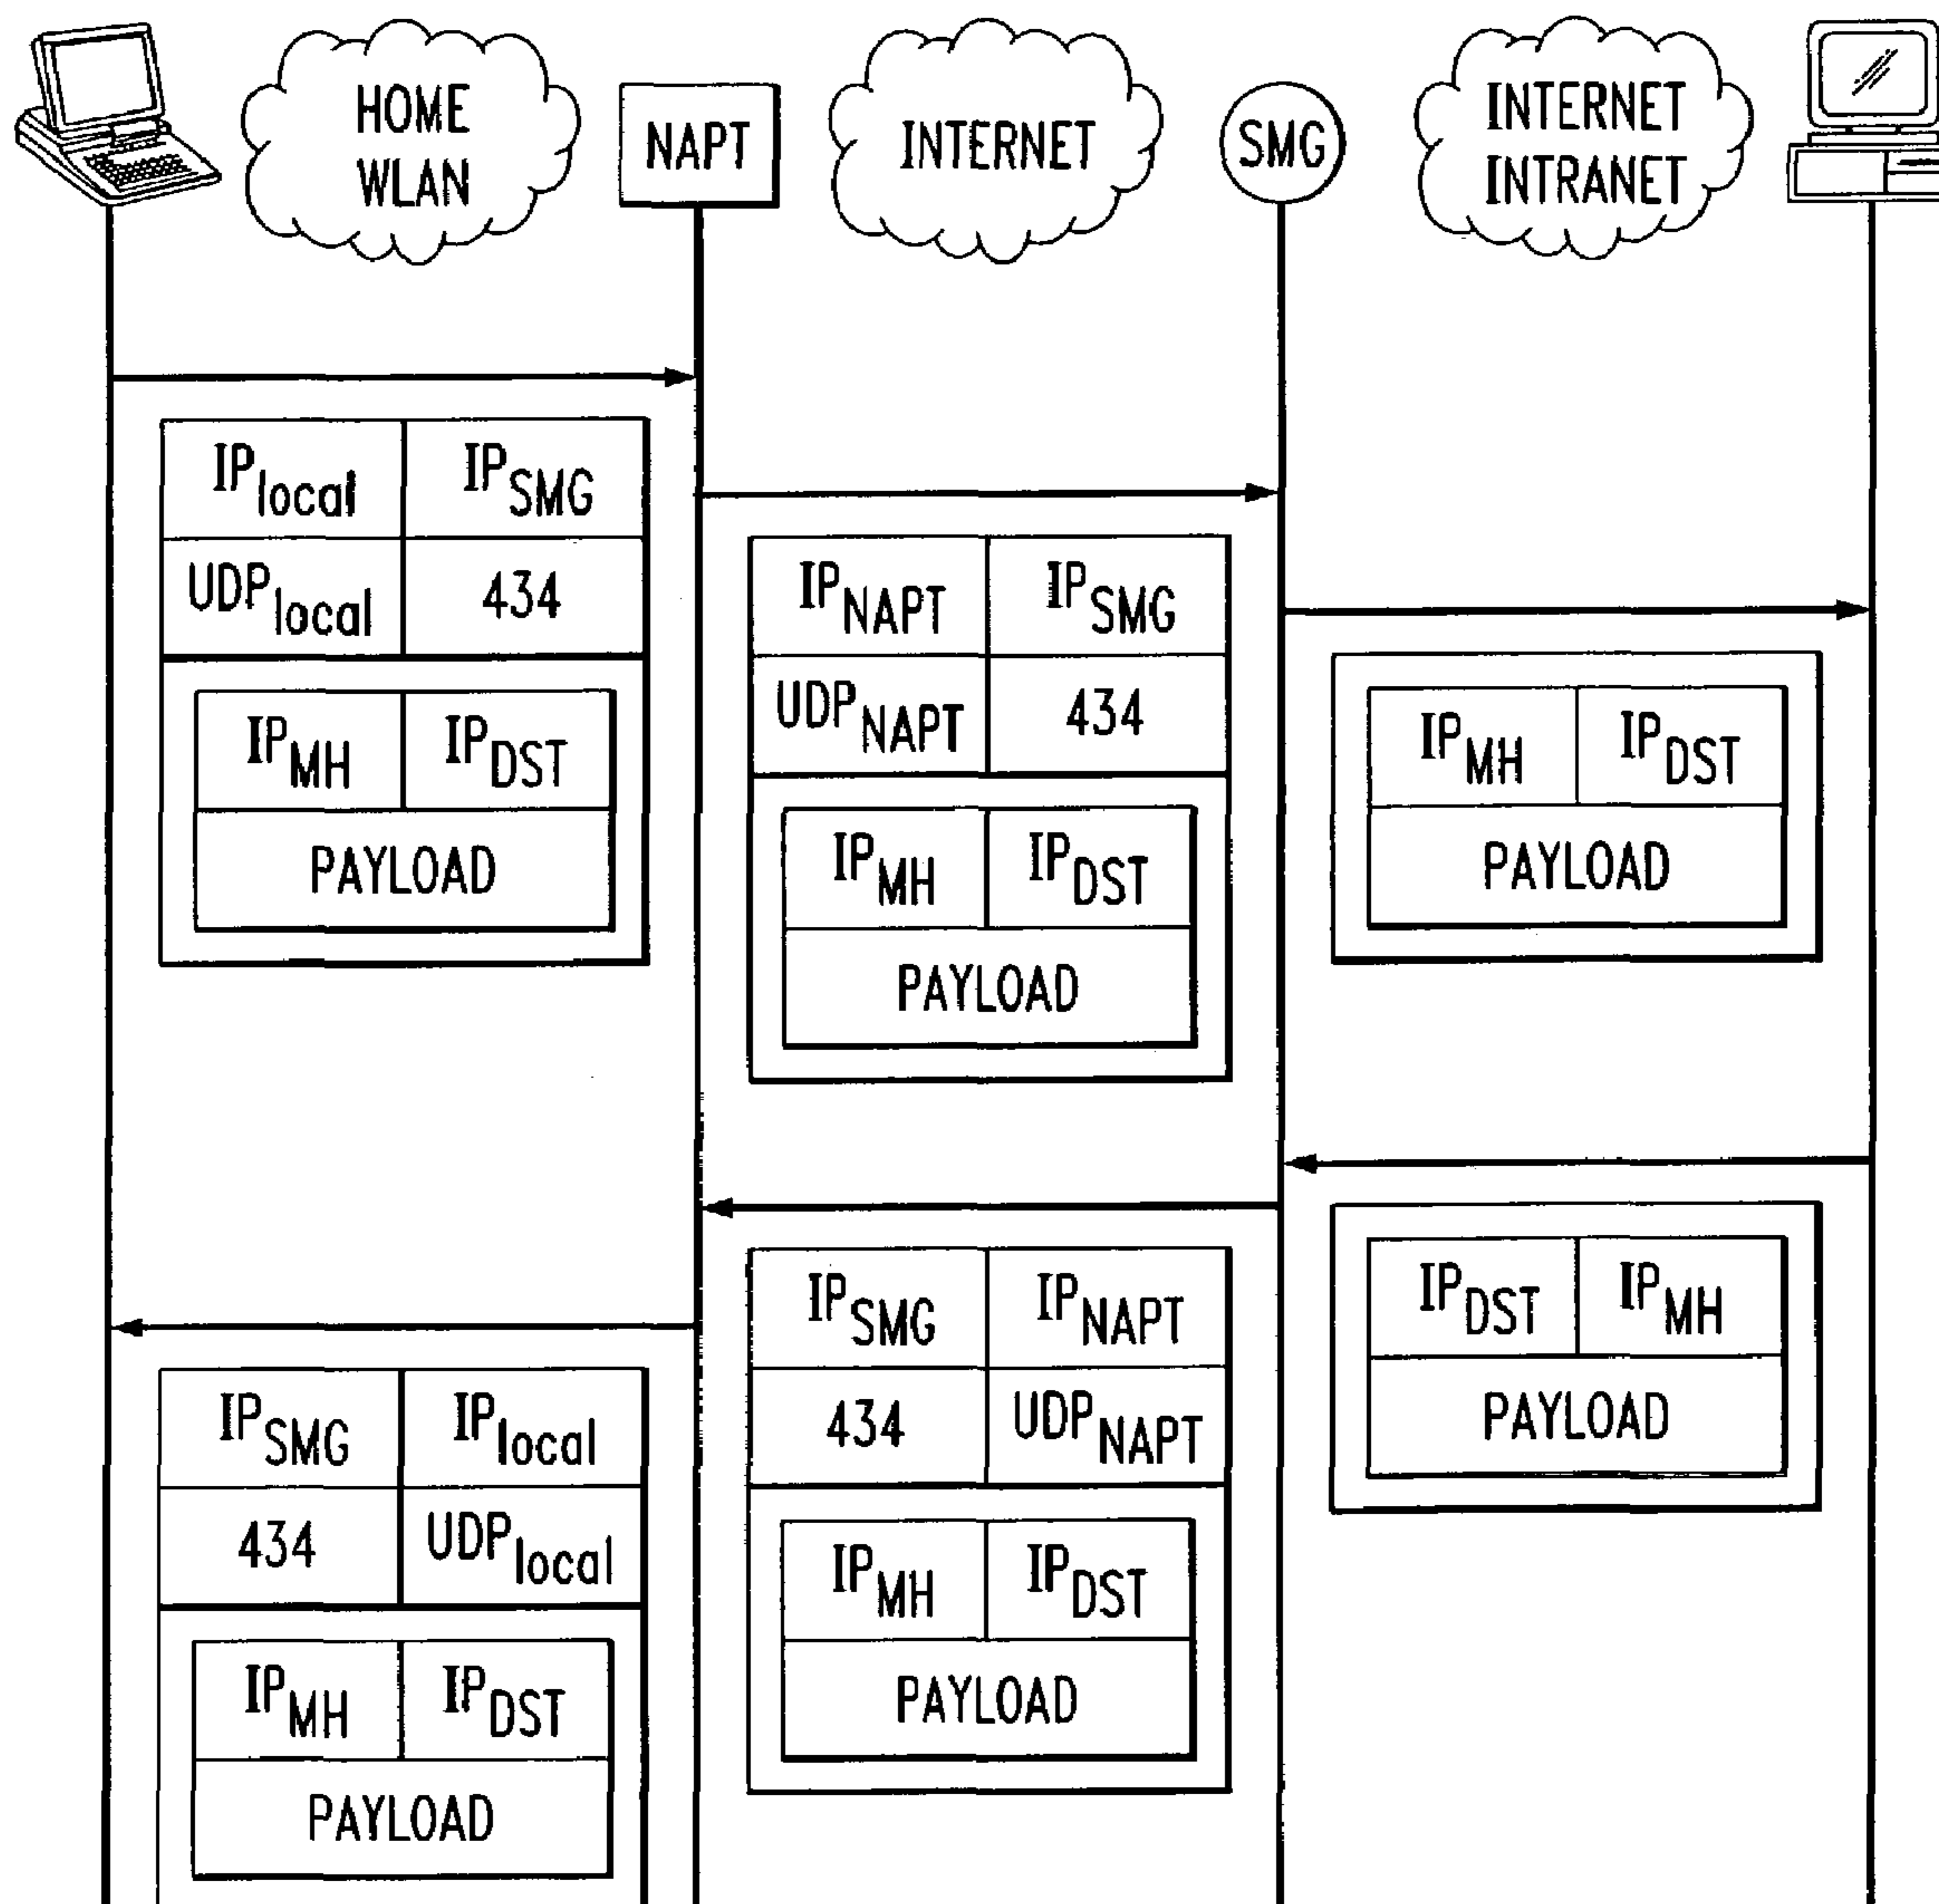 HOME
WLAN
NAPT
INTERNET
SMG
INTERNET
INTRANET
IPlocal IPSMG
UDPlocal 434
IPMH IPDST
PAYLOAD
IPNAPT IPSMG
UDPNAPT 434
IPMH IPDST
PAYLOAD
IPMH IPDST
PAYLOAD
IPDST IPMH
PAYLOAD
IPSMG IPNAPT
434 UDPNAPT
IPMH IPDST
PAYLOAD
IPSMG IPlocal
434 UDPlocal
IPMH IPDST
PAYLOAD